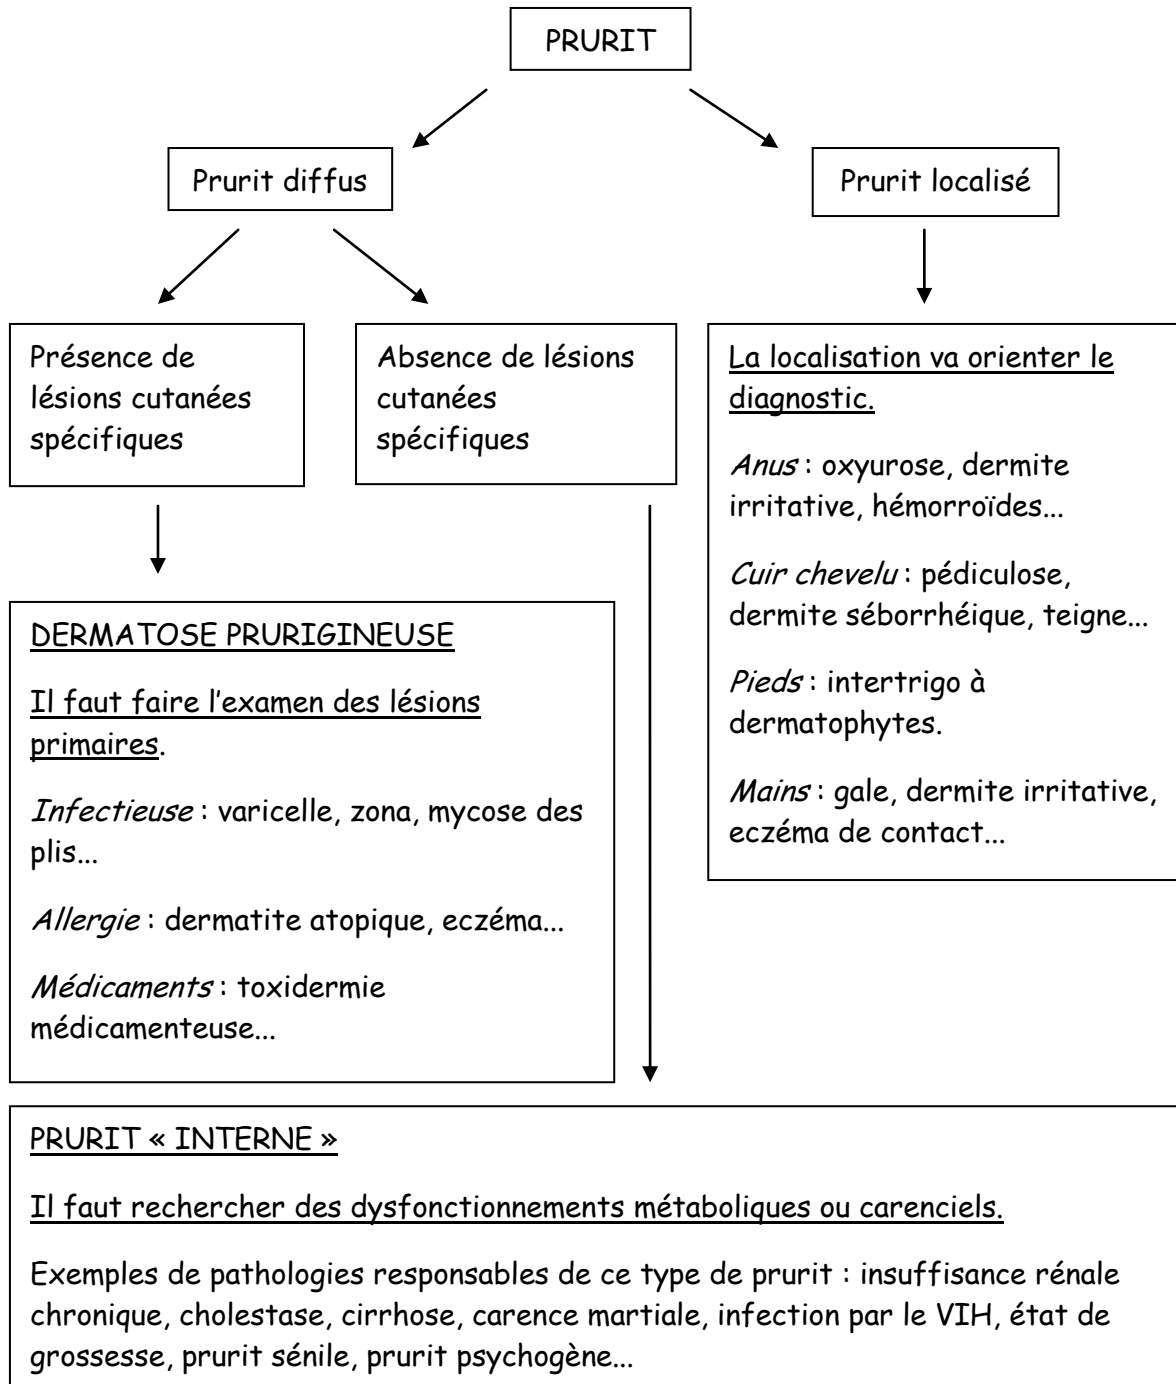 PRURIT
Prurit diffus
Prurit localisé
Présence de
lésions cutanées
spécifiques
Absence de lésions
cutanées
spécifiques
La localisation va orienter le
diagnostic.
Anus : oxyurose, dermite
irritative, hémorroïdes...
Cuir chevelu : pédiculose,
dermite séborrhéique, teigne...
Pieds : intertrigo à
dermatophytes.
Mains : gale, dermite irritative,
eczéma de contact...
DERMATOSE PRURIGINEUSE
Il faut faire l'examen des lésions
primaires.
Infectieuse : varicelle, zona, mycose des
plis...
Allergie : dermatite atopique, eczéma...
Médicaments : toxidermie
médicamenteuse...
PRURIT « INTERNE »
Il faut rechercher des dysfonctionnements métaboliques ou carenciels.
Exemples de pathologies responsables de ce type de prurit : insuffisance rénale
chronique, cholestase, cirrhose, carence martiale, infection par le VIH, état de
grossesse, prurit sénile, prurit psychogène...